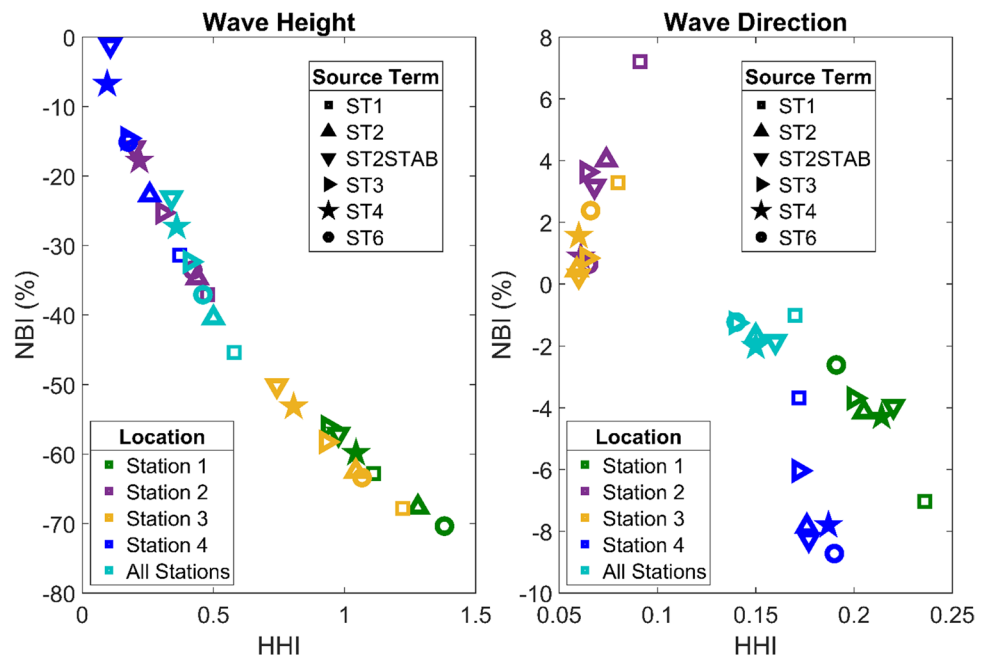 Wave Height
0
-10
-20
-30
-40
-50
-60
-70
-80
NBI (%)
0
0.5
1
1.5
HHI
Source Term
ST1
ST2
ST2STAB
ST3
ST4
ST6
Location
Station 1
Station 2
Station 3
Station 4
All Stations
Wave Direction
8
6
4
2
0
-2
-4
-6
-8
-10
NBI (%)
0.05
0.1
0.15
0.2
0.25
HHI
Source Term
ST1
ST2
ST2STAB
ST3
ST4
ST6
Location
Station 1
Station 2
Station 3
Station 4
All Stations